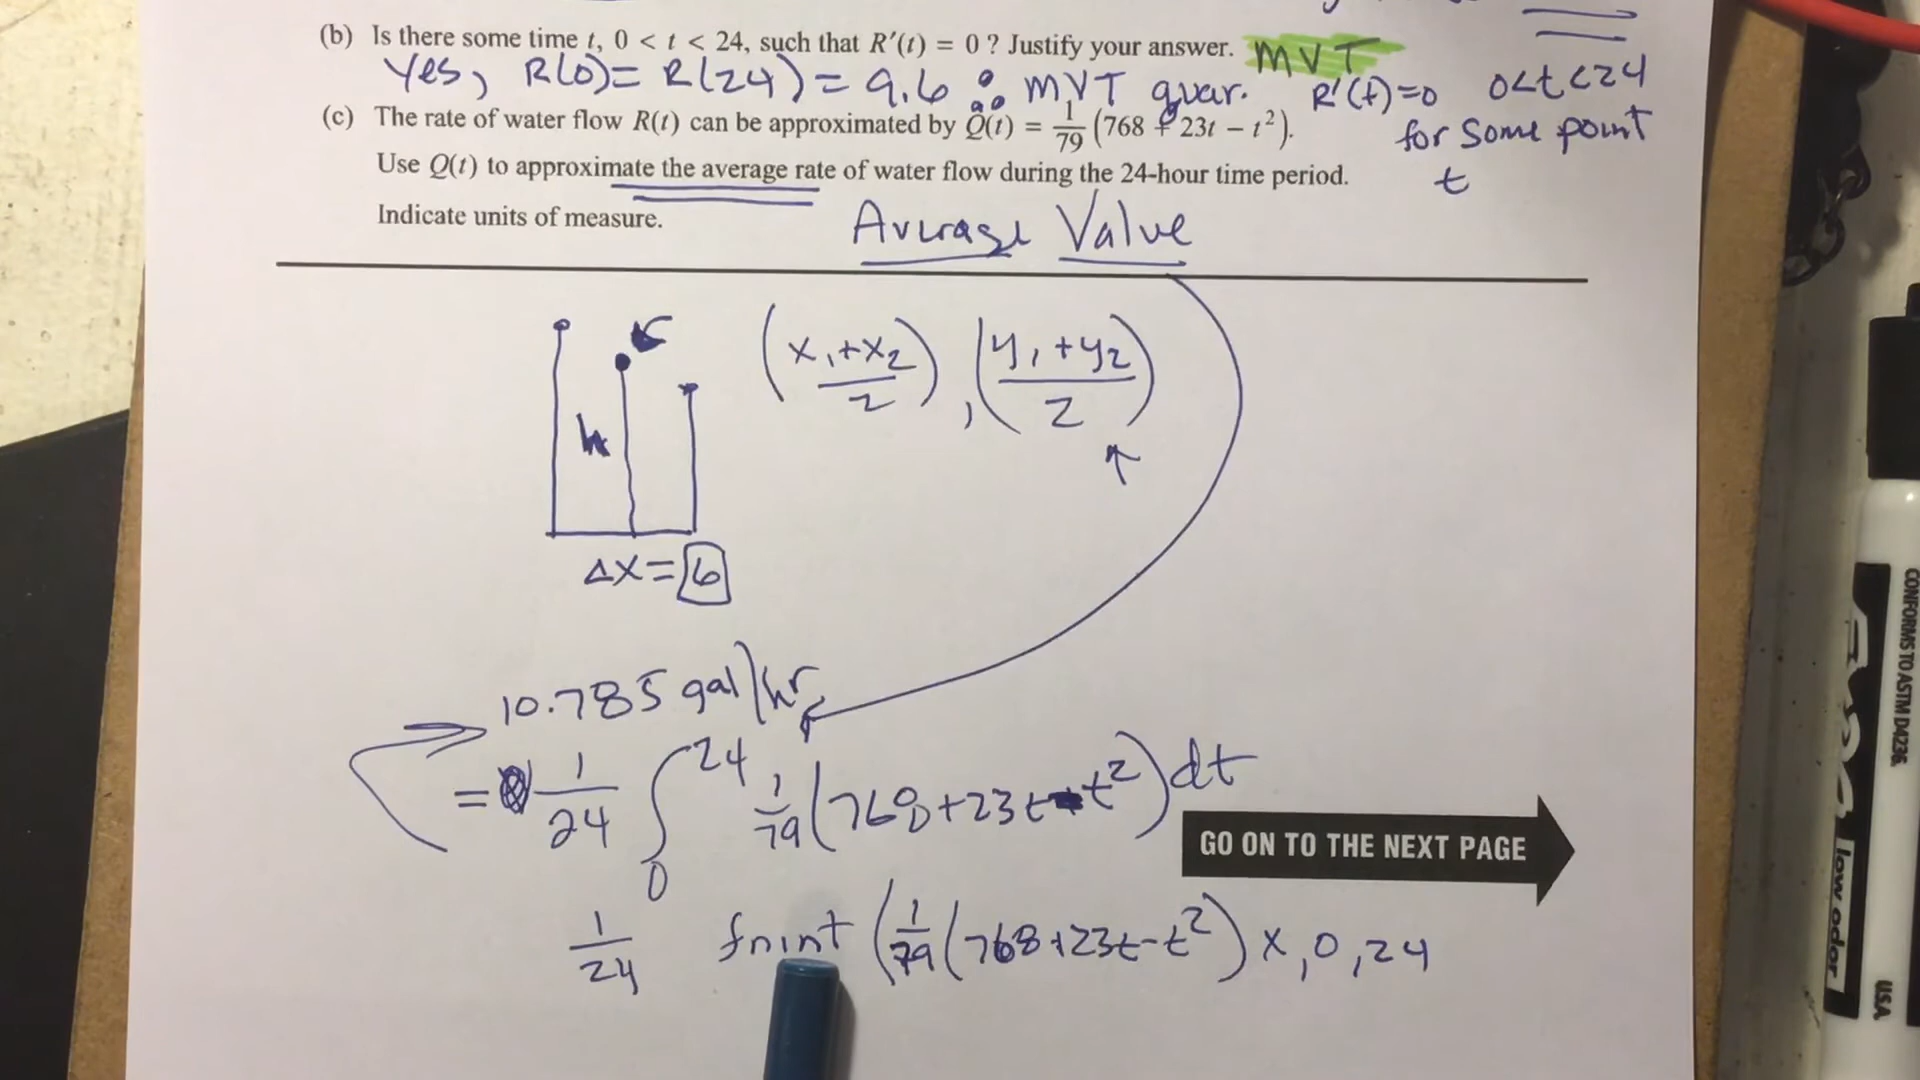 (b) Is there some time t, 0 < t < 24, such that R′(t) = 0 ? Justify your answer. MVT
Yes, R(0) = R(24) = 9.6 ∴ MVT guar. R'(t)=0 0<t<24
for some point
t
(c) The rate of water flow R(t) can be approximated by Q(t) = 1/79 (768 + 23t − t²).
Use Q(t) to approximate the average rate of water flow during the 24-hour time period.
Indicate units of measure.
Average Value
(x₁+x₂/2), (y₁+y₂/2)
h
Δx=6
10.785 gal/hr
= 1/24 ∫₀²⁴ 1/79 (768+23t-t²)dt
GO ON TO THE NEXT PAGE
1/24 fnint (1/79 (768+23t-t²) x, 0, 24
CONFORMS TO ASTM D4236
low odor
USA